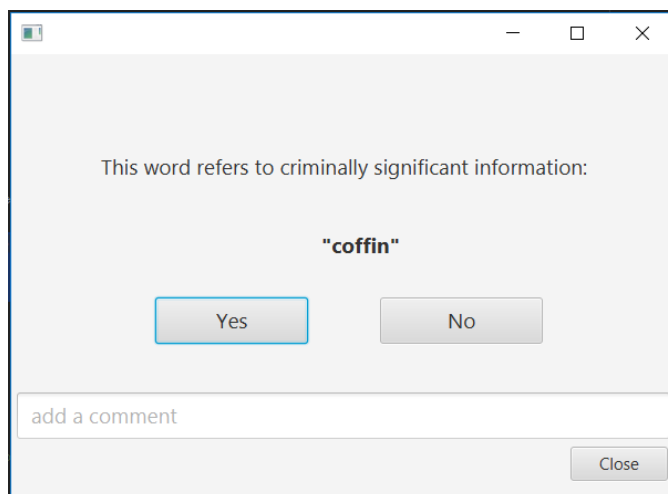 This word refers to criminally significant information:
"coffin"
Yes No
add a comment
Close